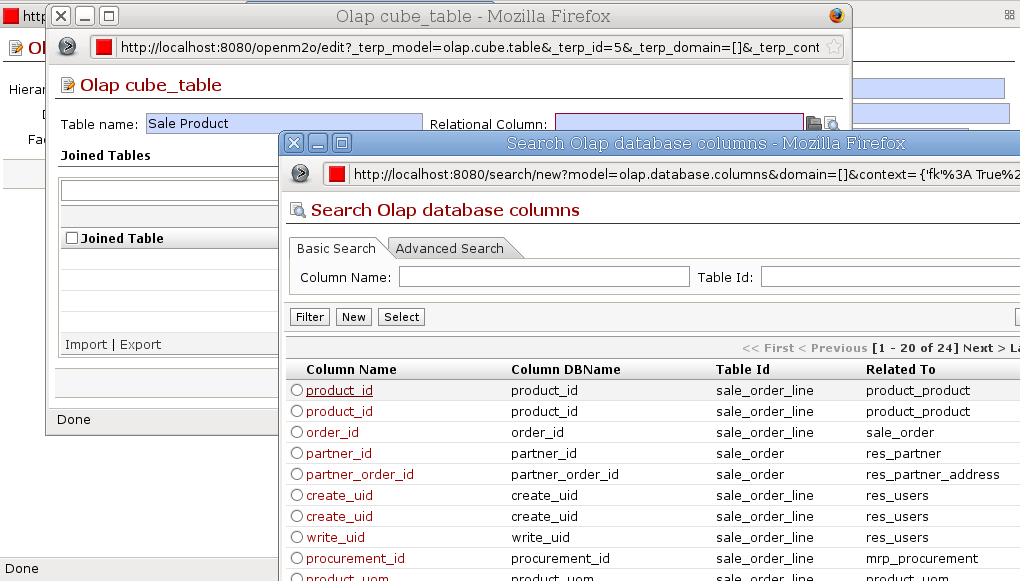 http
Olap cube_table - Mozilla Firefox
http://localhost:8080/openm2o/edit?_terp_model=olap.cube.table&_terp_id=5&_terp_domain=[]&_terp_cont
Ol
Olap cube_table
Hierar
Table name: Sale Product Relational Column:
Fa
Joined Tables
Joined Table
Import | Export
Done
Search Olap database columns - Mozilla Firefox
http://localhost:8080/search/new?model=olap.database.columns&domain=[]&context={'fk'%3A True%2
Search Olap database columns
Basic Search Advanced Search
Column Name: Table Id:
Filter New Select
<< First < Previous [1 - 20 of 24] Next > La
Column Name Column DBName Table Id Related To
product_id product_id sale_order_line product_product
product_id product_id sale_order_line product_product
order_id order_id sale_order_line sale_order
partner_id partner_id sale_order res_partner
partner_order_id partner_order_id sale_order res_partner_address
create_uid create_uid sale_order_line res_users
create_uid create_uid sale_order_line res_users
write_uid write_uid sale_order_line res_users
procurement_id procurement_id sale_order_line mrp_procurement
product_uom product_uom sale_order_line product_uom
Done